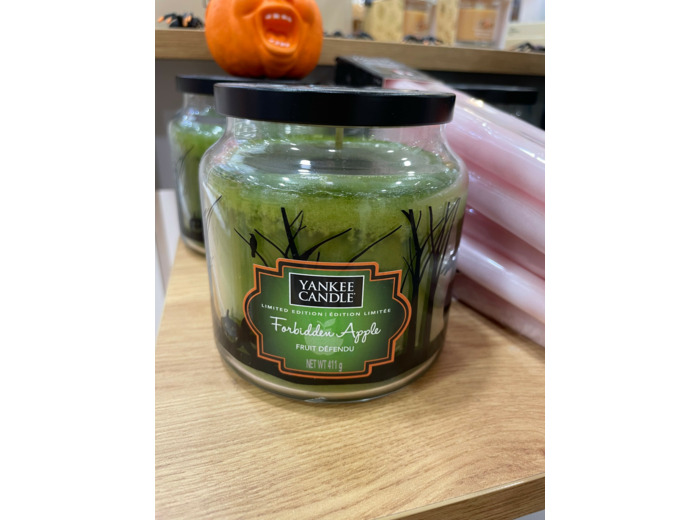 YANKEE
CANDLE®
LIMITED EDITION | ÉDITION LIMITÉE
Forbidden Apple
FRUIT DÉFENDU
NET WT 411 g